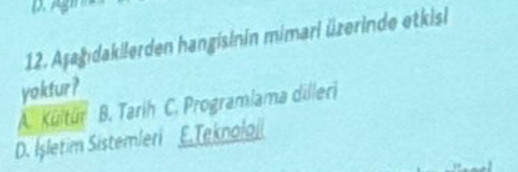 12. Aşağıdakilerden hangisinin mimari üzerinde etkisi
yoktur?
A. Kültür B. Tarih C. Programlama dilleri
D. İşletim Sistemleri E.Teknoloji